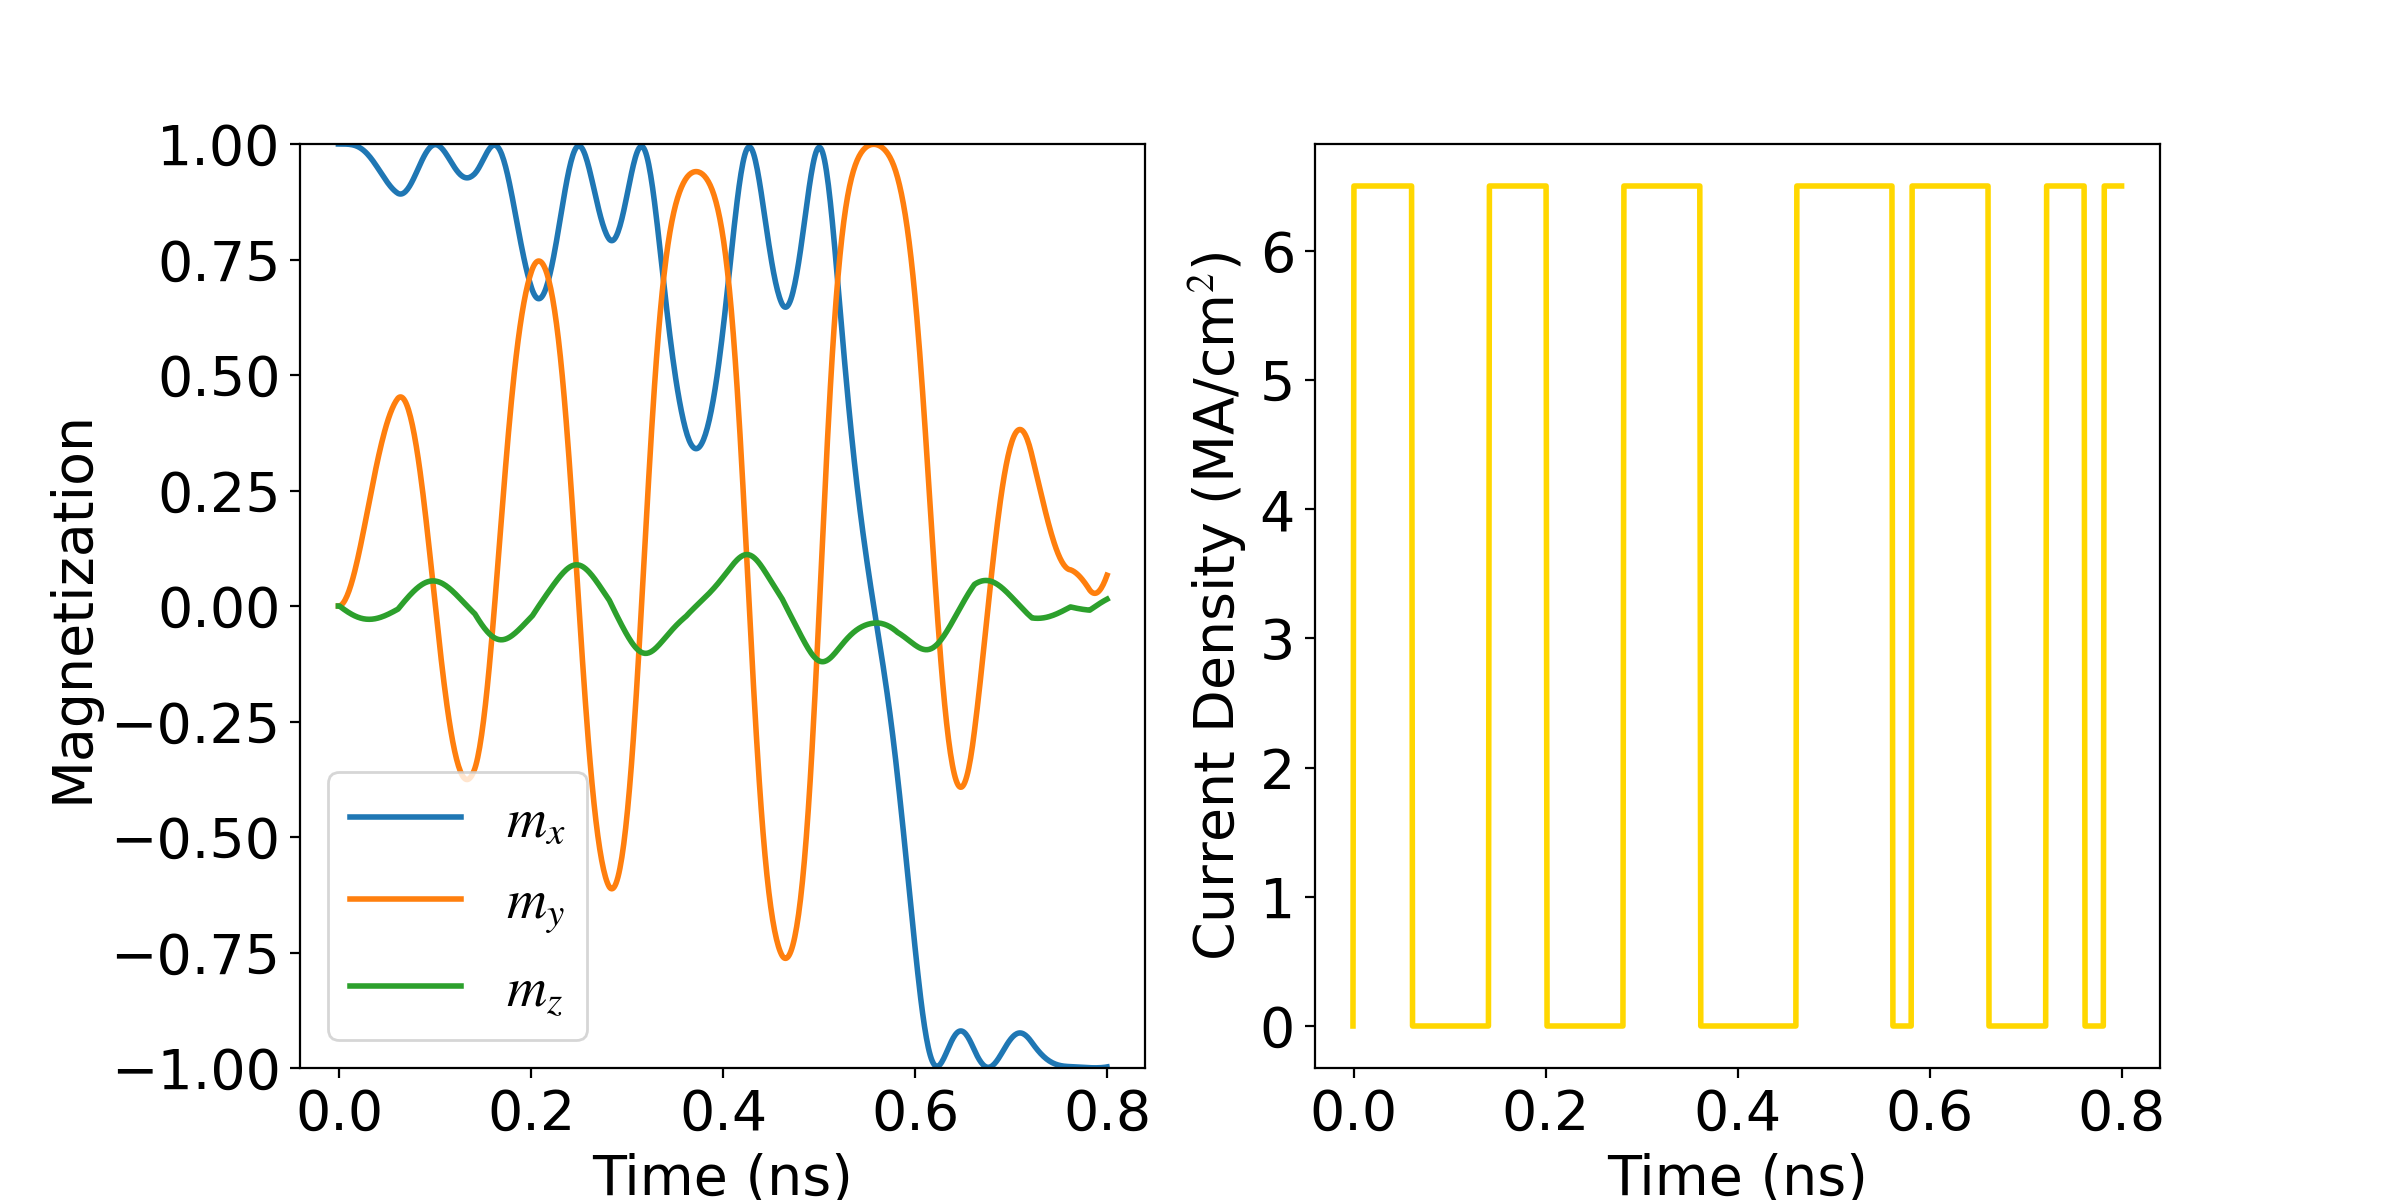 Magnetization
1.00
0.75
0.50
0.25
0.00
−0.25
−0.50
−0.75
−1.00
m_x
m_y
m_z
0.0 0.2 0.4 0.6 0.8
Time (ns)
Current Density (MA/cm²)
6
5
4
3
2
1
0
0.0 0.2 0.4 0.6 0.8
Time (ns)